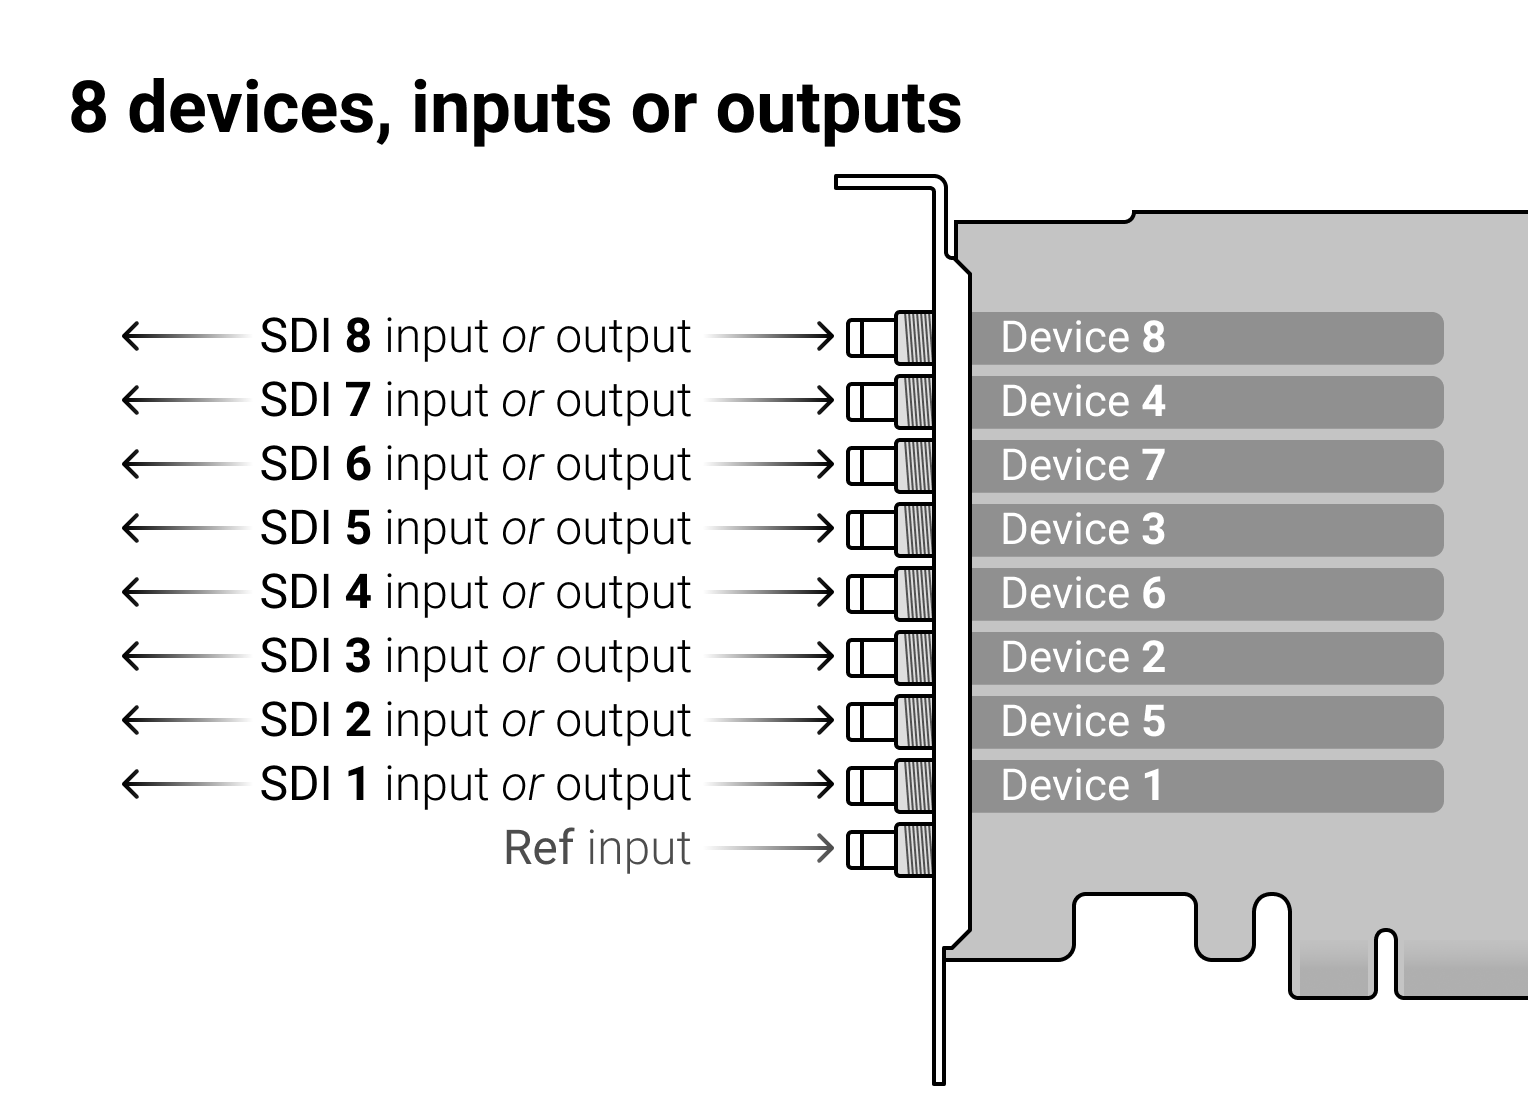 8 devices, inputs or outputs
SDI 8 input or output Device 8
SDI 7 input or output Device 4
SDI 6 input or output Device 7
SDI 5 input or output Device 3
SDI 4 input or output Device 6
SDI 3 input or output Device 2
SDI 2 input or output Device 5
SDI 1 input or output Device 1
Ref input